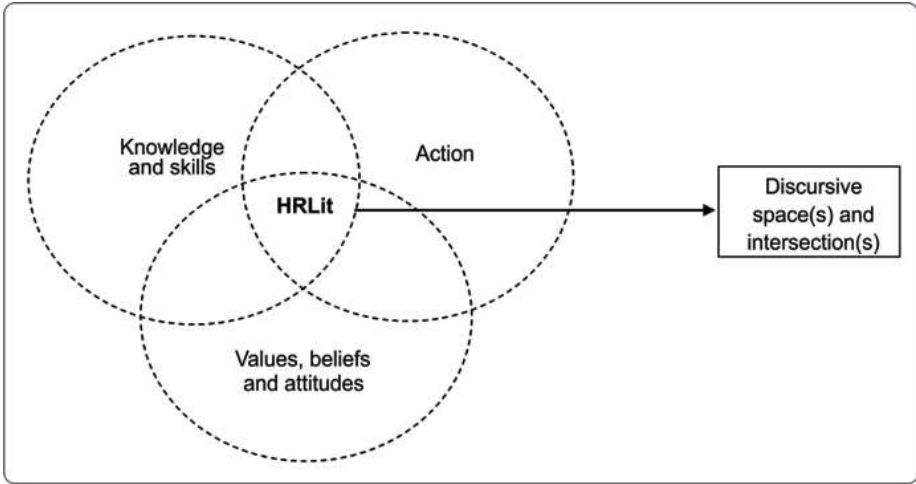 Knowledge
and skills
Action
HRLit
Discursive
space(s) and
intersection(s)
Values, beliefs
and attitudes